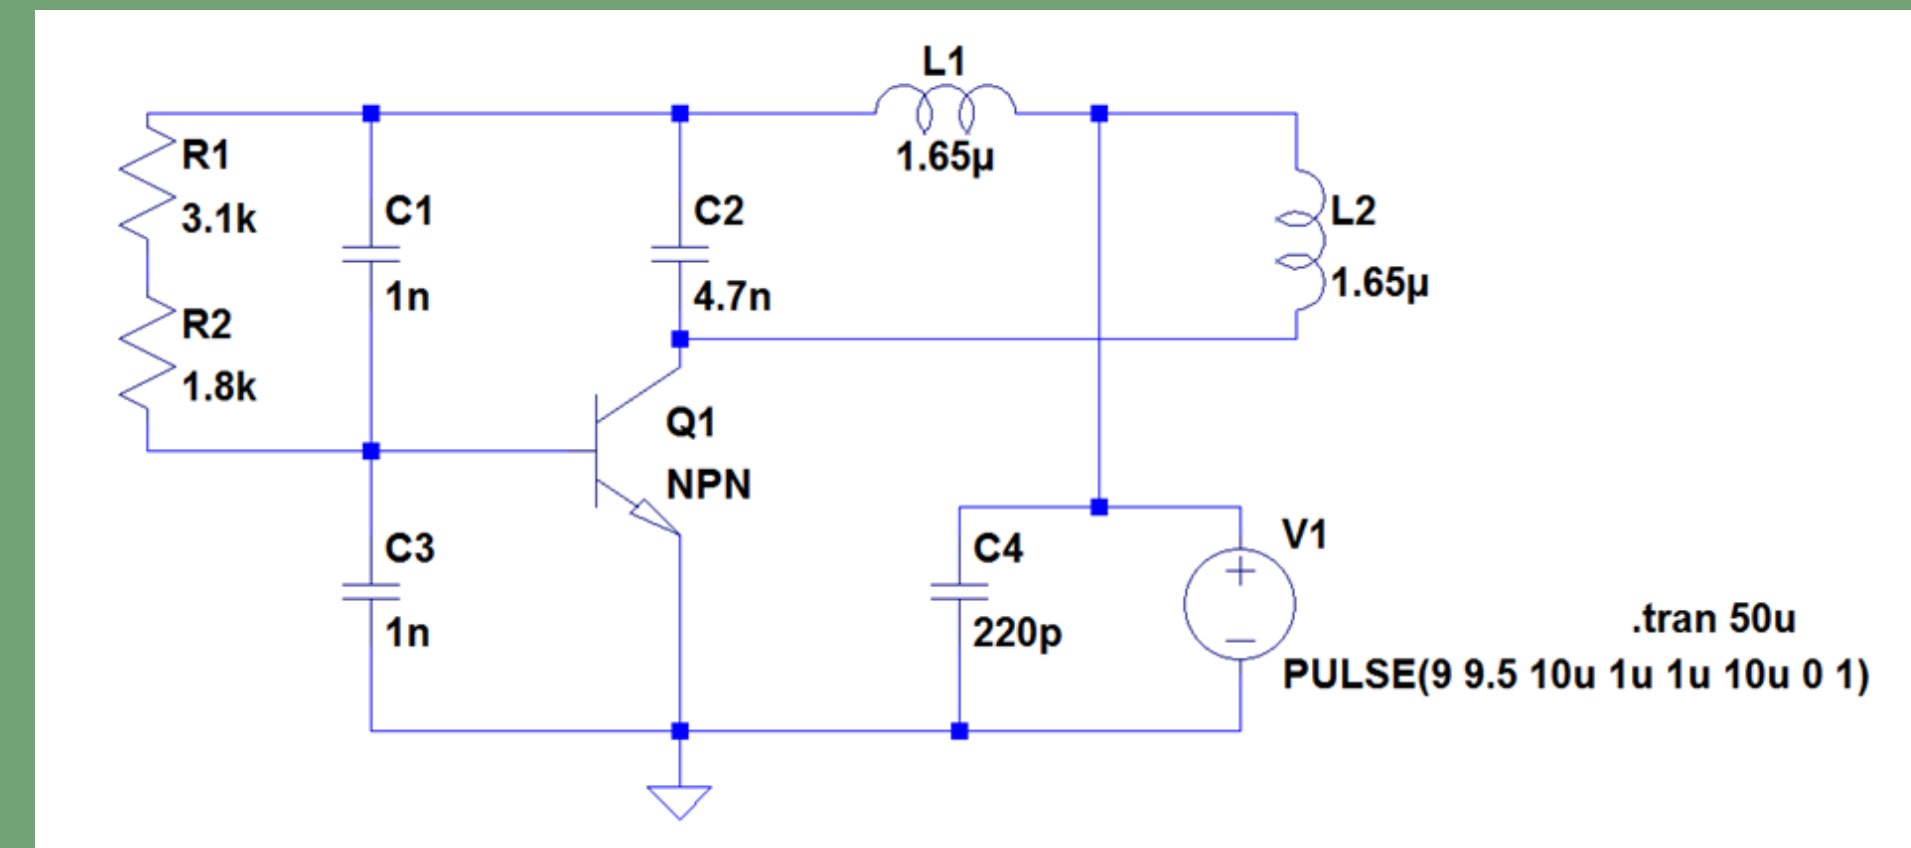 L1
1.65µ
R1
3.1k
C1
1n
C2
4.7n
L2
1.65µ
R2
1.8k
Q1
NPN
C3
1n
C4
220p
V1
.tran 50u
PULSE(9 9.5 10u 1u 1u 10u 0 1)